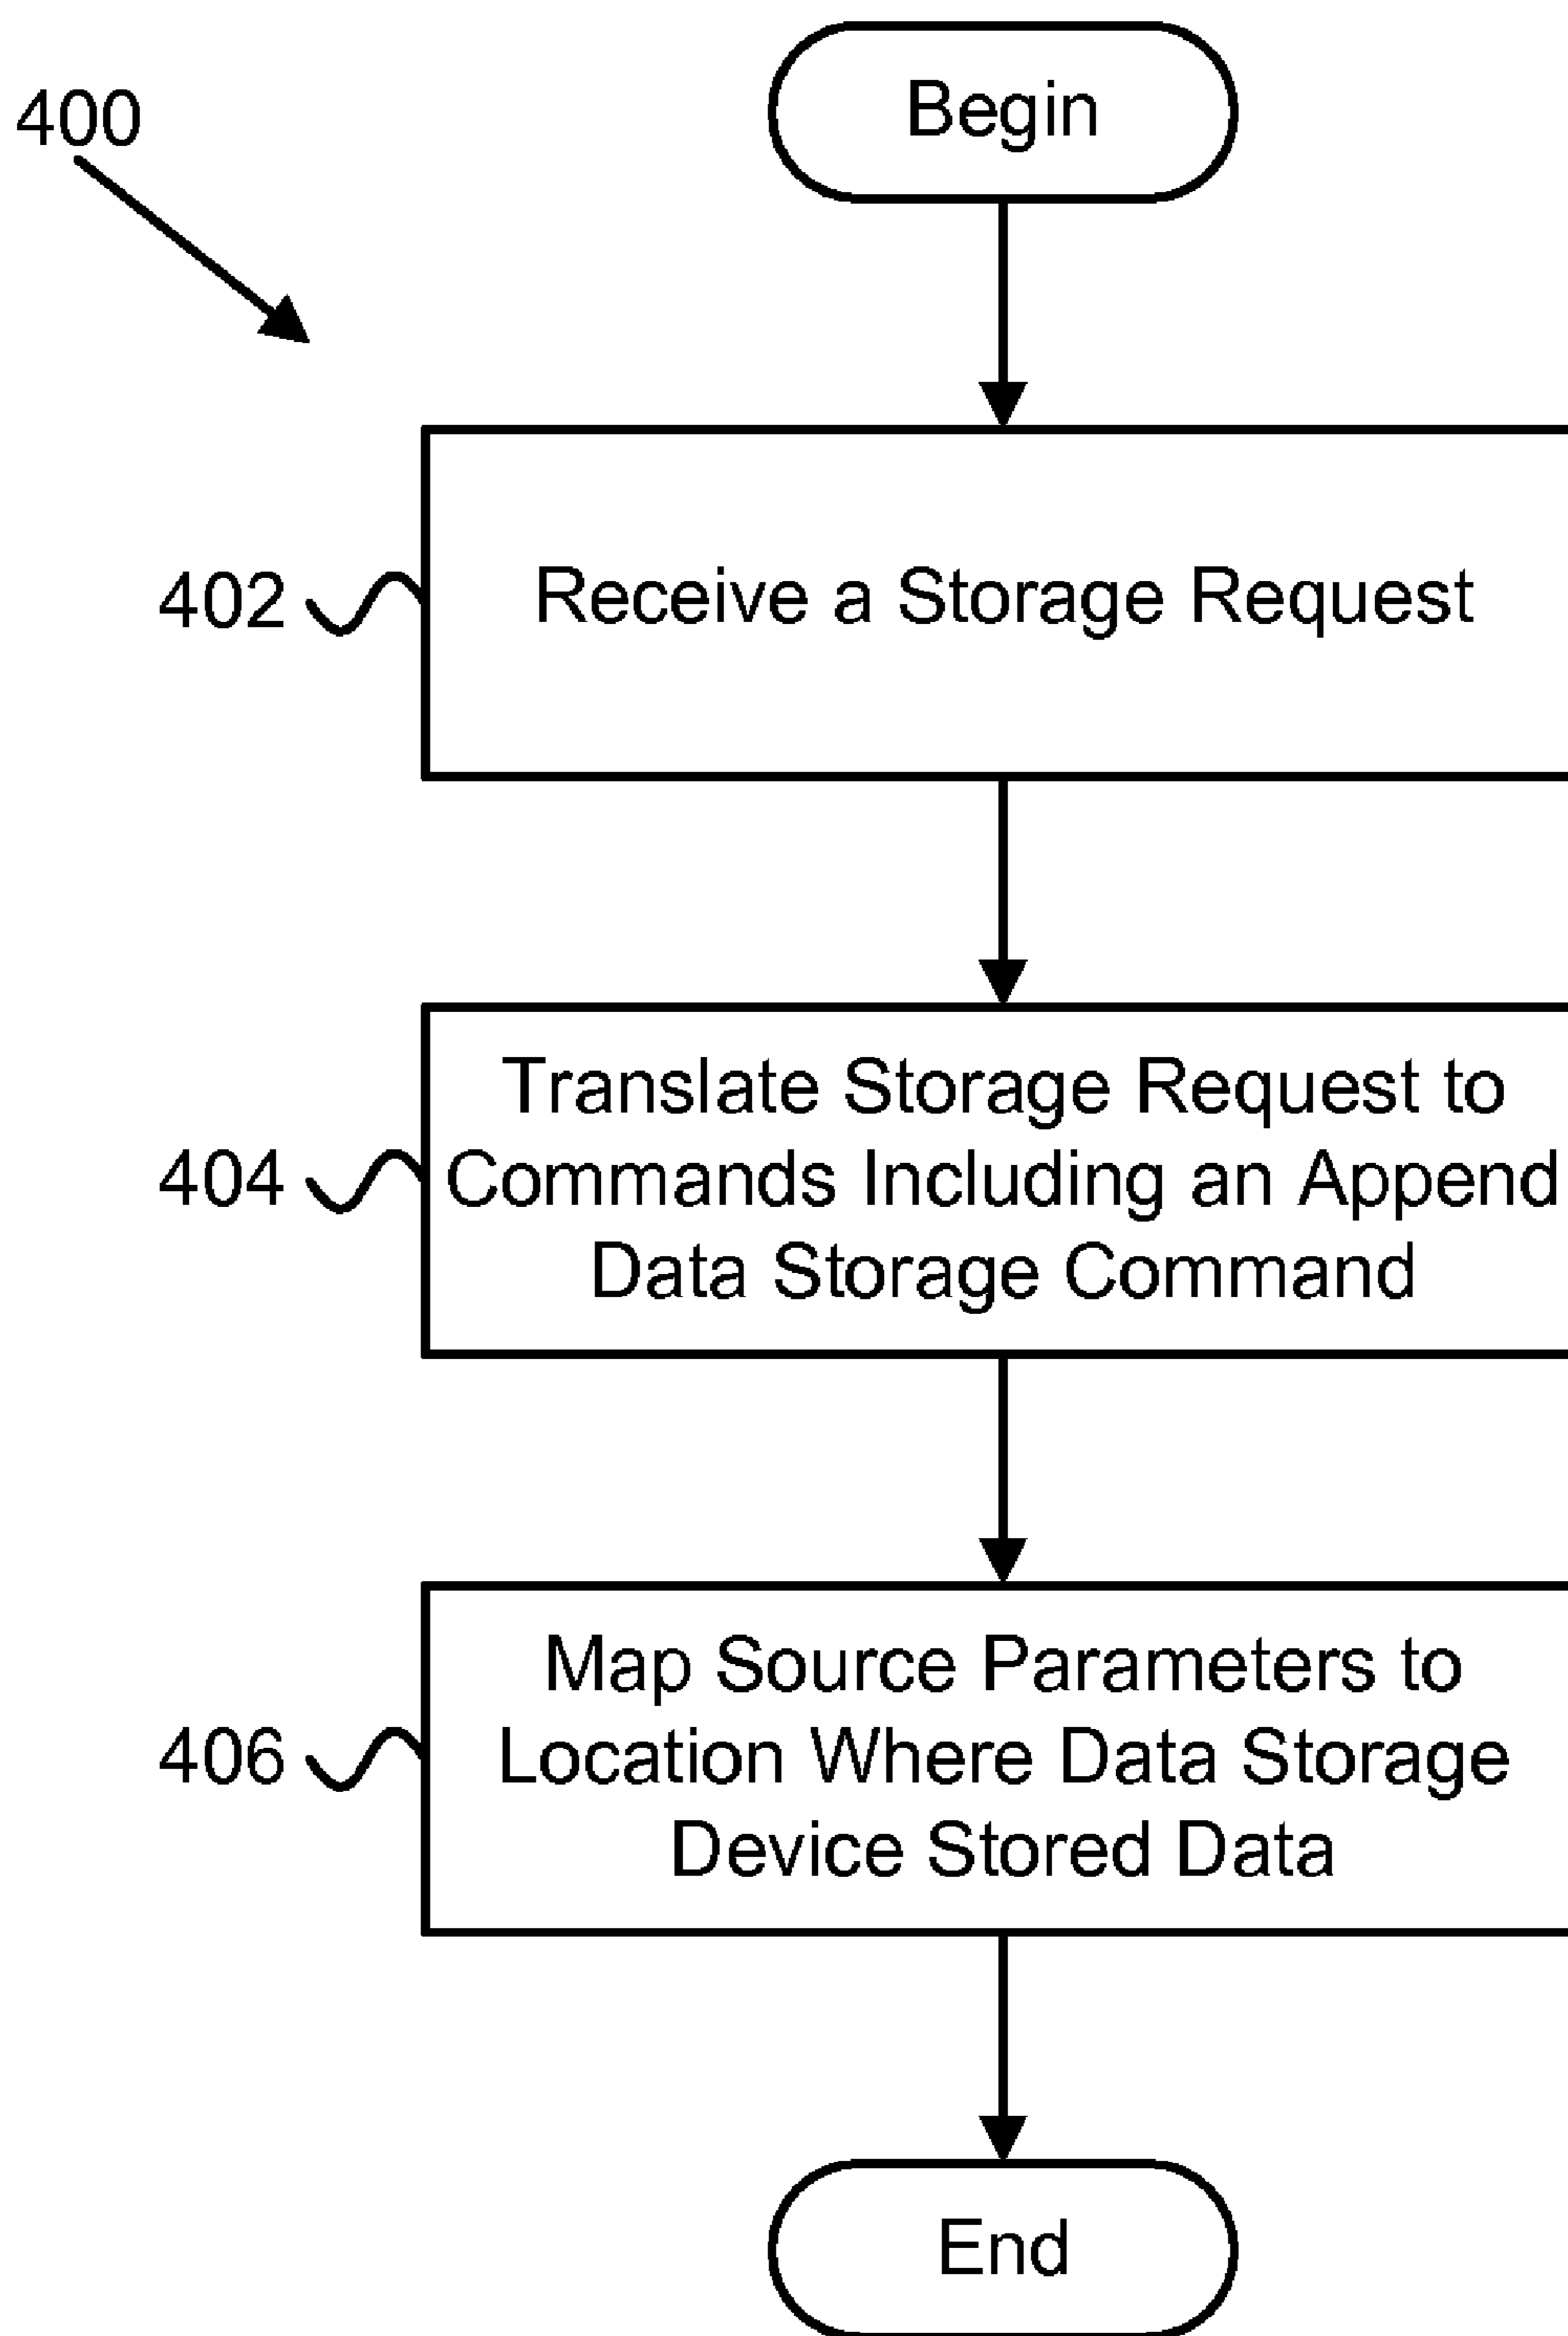 400
Begin
402
Receive a Storage Request
404
Translate Storage Request to
Commands Including an Append
Data Storage Command
406
Map Source Parameters to
Location Where Data Storage
Device Stored Data
End